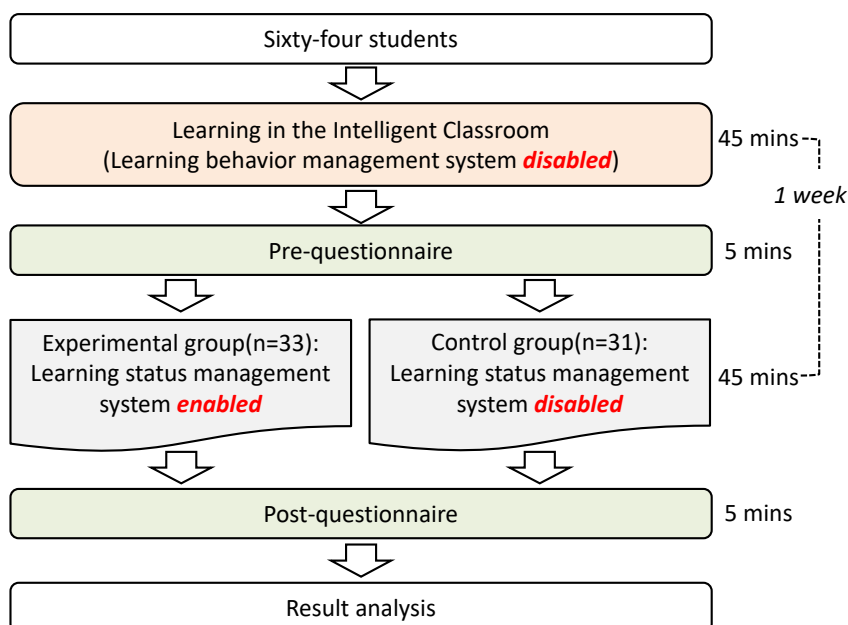 Sixty-four students
Learning in the Intelligent Classroom
(Learning behavior management system disabled)
45 mins
1 week
Pre-questionnaire
5 mins
Experimental group(n=33):
Learning status management
system enabled
Control group(n=31):
Learning status management
system disabled
45 mins
Post-questionnaire
5 mins
Result analysis